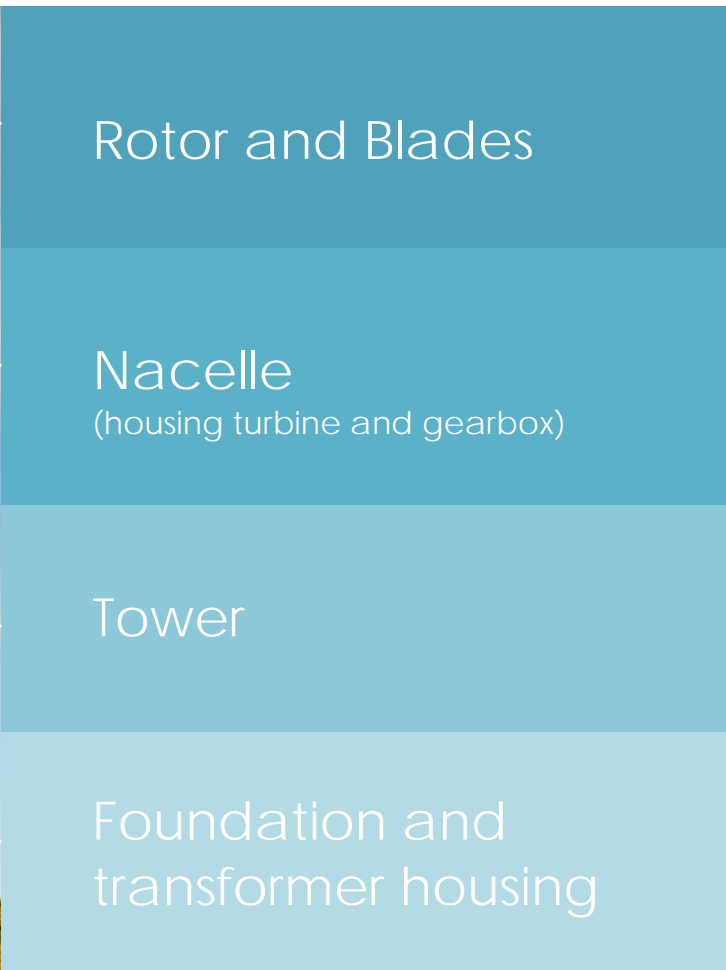 Rotor and Blades
Nacelle
(housing turbine and gearbox)
Tower
Foundation and
transformer housing